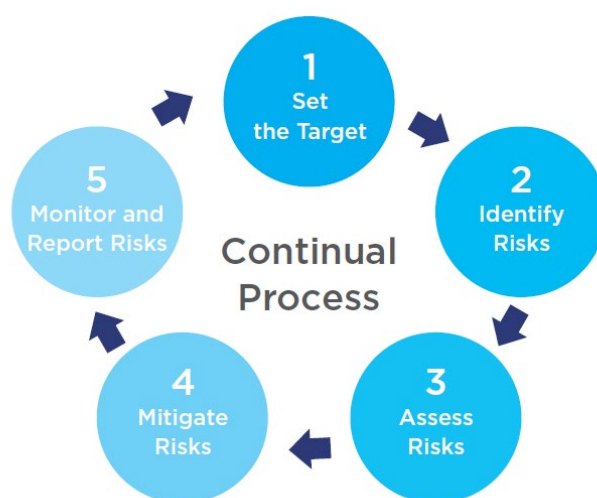 1
Set
the Target
2
Identify
Risks
3
Assess
Risks
4
Mitigate
Risks
5
Monitor and
Report Risks
Continual
Process